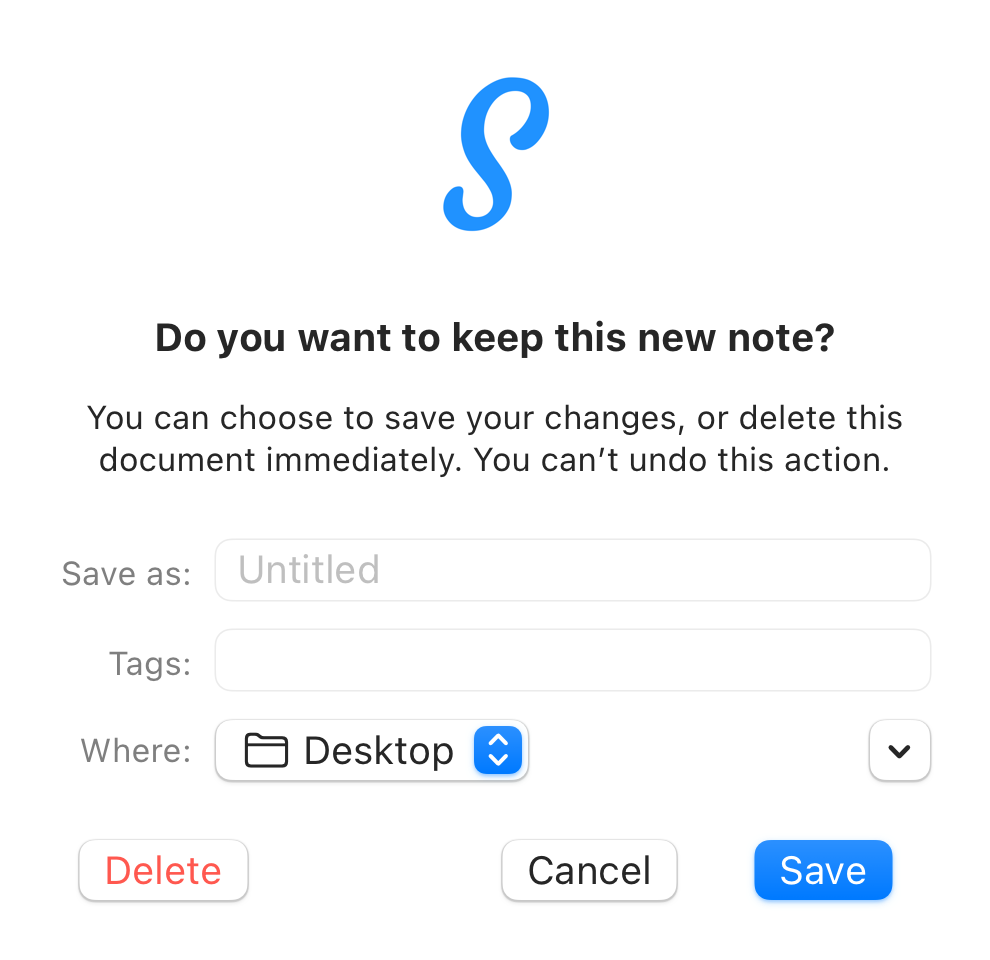 S
Do you want to keep this new note?
You can choose to save your changes, or delete this
document immediately. You can’t undo this action.
Save as: Untitled
Tags:
Where: Desktop
Delete Cancel Save